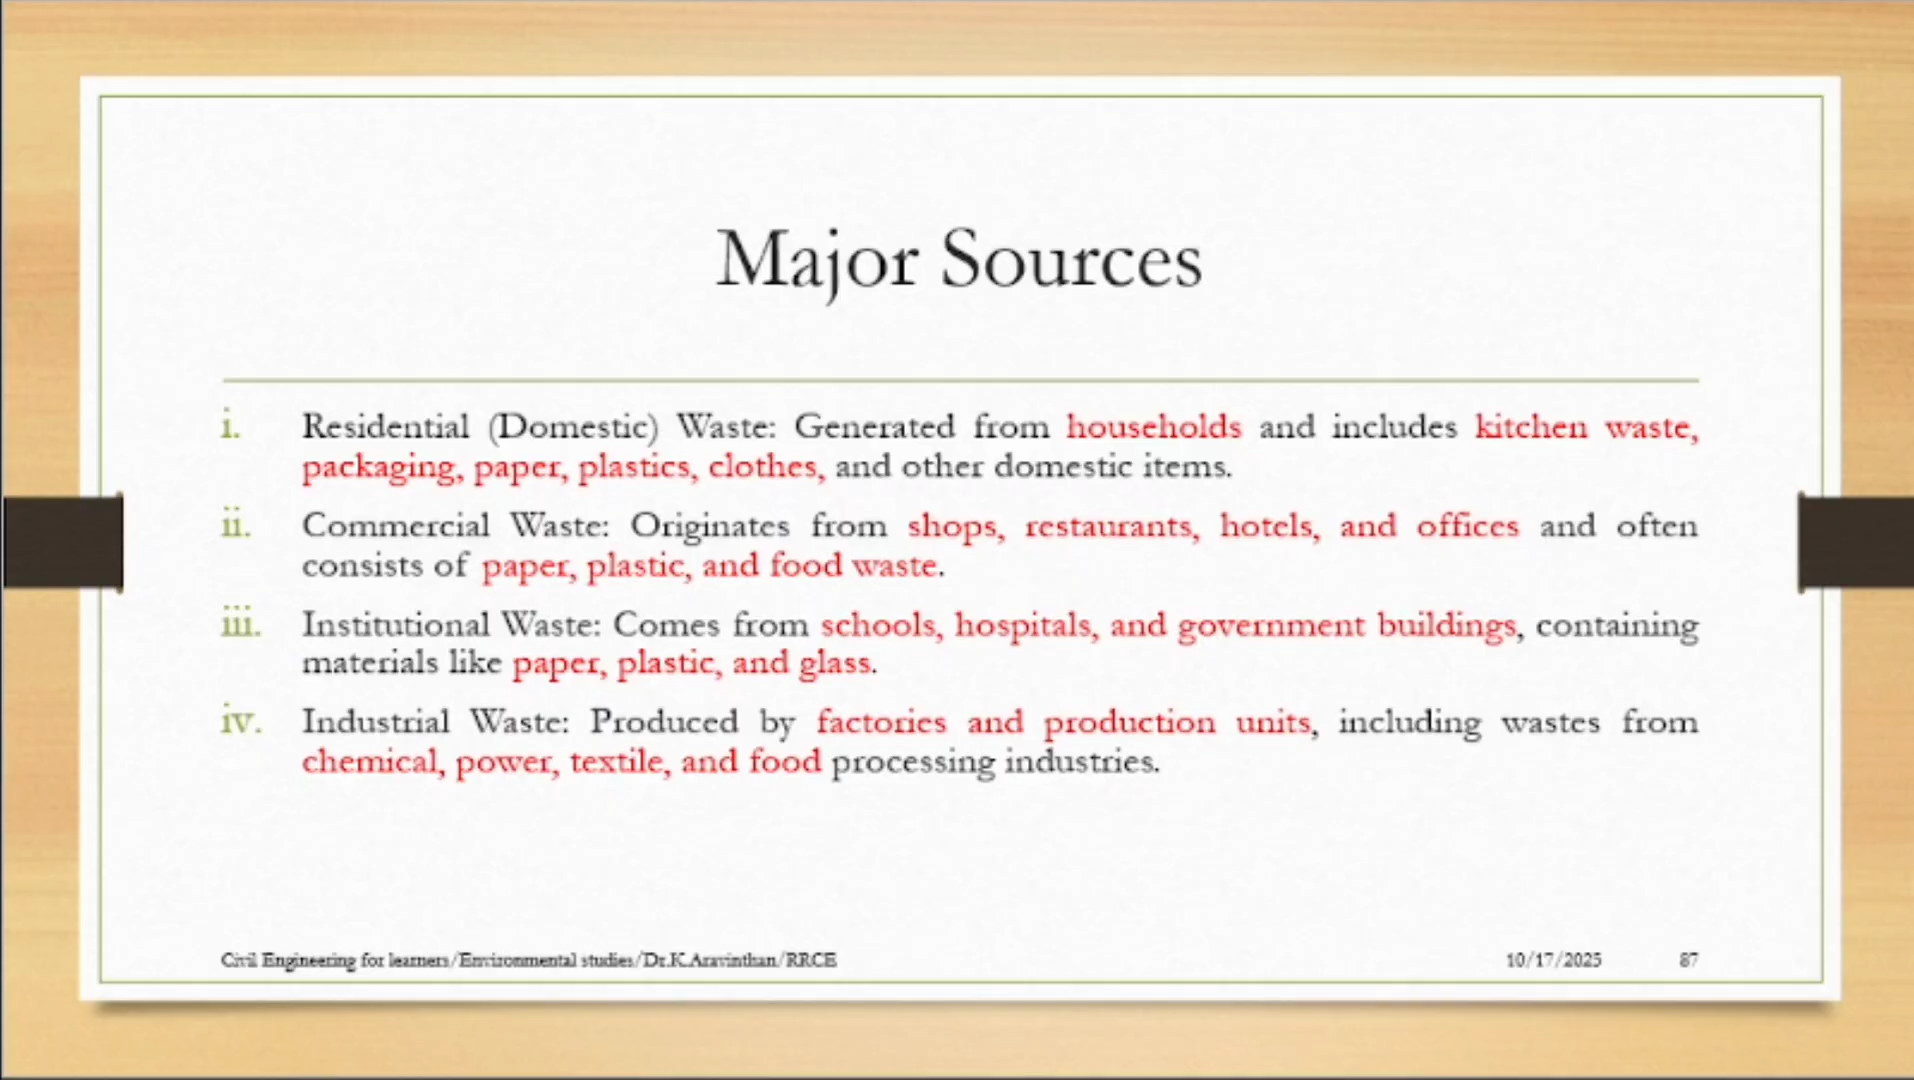 Major Sources
i. Residential (Domestic) Waste: Generated from households and includes kitchen waste,
packaging, paper, plastics, clothes, and other domestic items.
ii. Commercial Waste: Originates from shops, restaurants, hotels, and offices and often
consists of paper, plastic, and food waste.
iii. Institutional Waste: Comes from schools, hospitals, and government buildings, containing
materials like paper, plastic, and glass.
iv. Industrial Waste: Produced by factories and production units, including wastes from
chemical, power, textile, and food processing industries.
Civil Engineering for learners/Environmental studies/Dr.K.Aravinthan/RRCE 10/17/2025 87